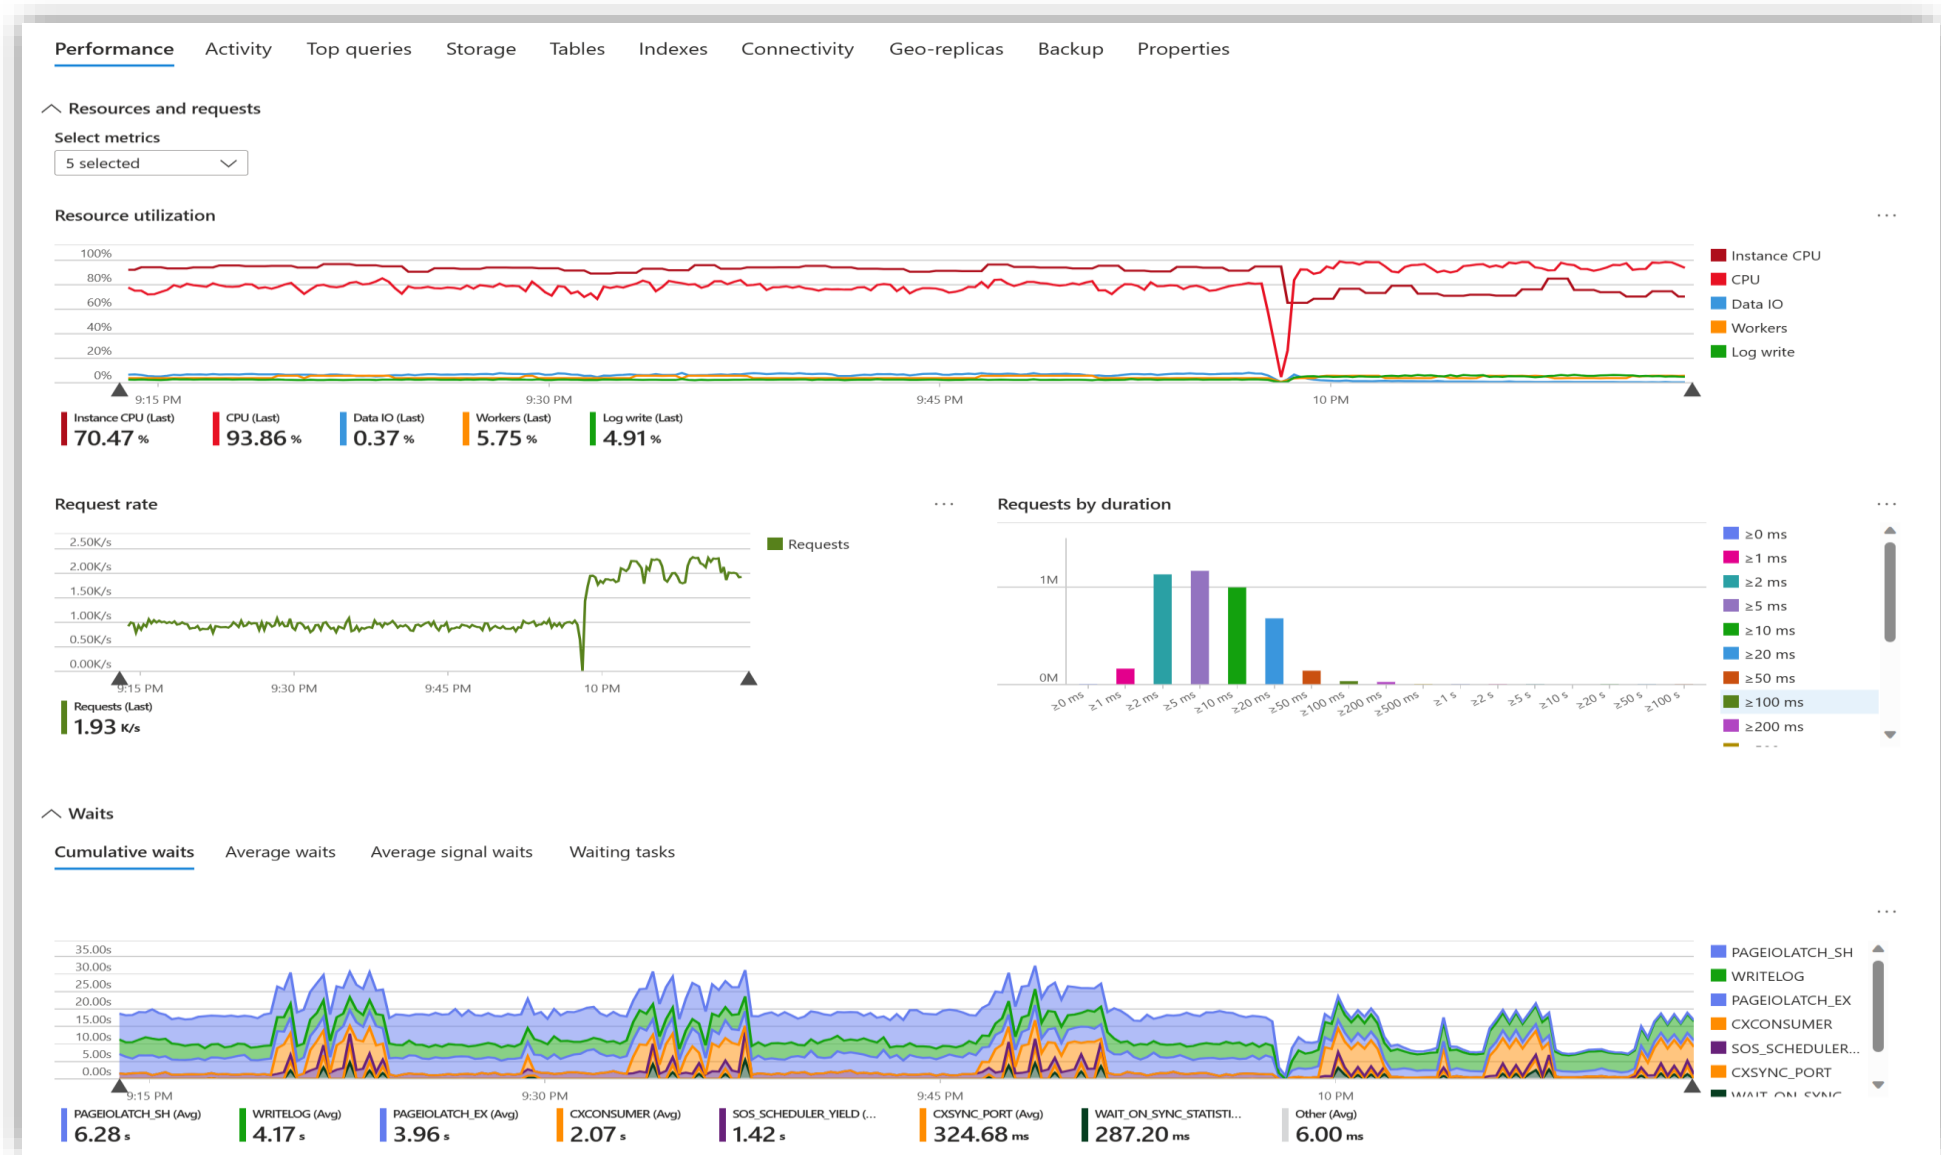 Performance Activity Top queries Storage Tables Indexes Connectivity Geo-replicas Backup Properties
Resources and requests
Select metrics
5 selected
Resource utilization
...
100%
80%
60%
40%
20%
0%
9:15 PM 9:30 PM 9:45 PM 10 PM
Instance CPU
CPU
Data IO
Workers
Log write
Instance CPU (Last) CPU (Last) Data IO (Last) Workers (Last) Log write (Last)
70.47 % 93.86 % 0.37 % 5.75 % 4.91 %
Request rate
...
2.50K/s
2.00K/s
1.50K/s
1.00K/s
0.50K/s
0.00K/s
9:15 PM 9:30 PM 9:45 PM 10 PM
Requests
Requests (Last)
1.93 K/s
Requests by duration
...
1M
0M
≥0 ms ≥1 ms ≥2 ms ≥5 ms ≥10 ms ≥20 ms ≥50 ms ≥100 ms ≥200 ms ≥500 ms ≥1 s ≥2 s ≥5 s ≥10 s ≥20 s ≥50 s ≥100 s
≥0 ms
≥1 ms
≥2 ms
≥5 ms
≥10 ms
≥20 ms
≥50 ms
≥100 ms
≥200 ms
Waits
Cumulative waits Average waits Average signal waits Waiting tasks
...
35.00s
30.00s
25.00s
20.00s
15.00s
10.00s
5.00s
0.00s
9:15 PM 9:30 PM 9:45 PM 10 PM
PAGEIOLATCH_SH
WRITELOG
PAGEIOLATCH_EX
CXCONSUMER
SOS_SCHEDULER...
CXSYNC_PORT
WAIT_ON_SYNC
PAGEIOLATCH_SH (Avg) WRITELOG (Avg) PAGEIOLATCH_EX (Avg) CXCONSUMER (Avg) SOS_SCHEDULER_YIELD (... CXSYNC_PORT (Avg) WAIT_ON_SYNC_STATISTI... Other (Avg)
6.28 s 4.17 s 3.96 s 2.07 s 1.42 s 324.68 ms 287.20 ms 6.00 ms